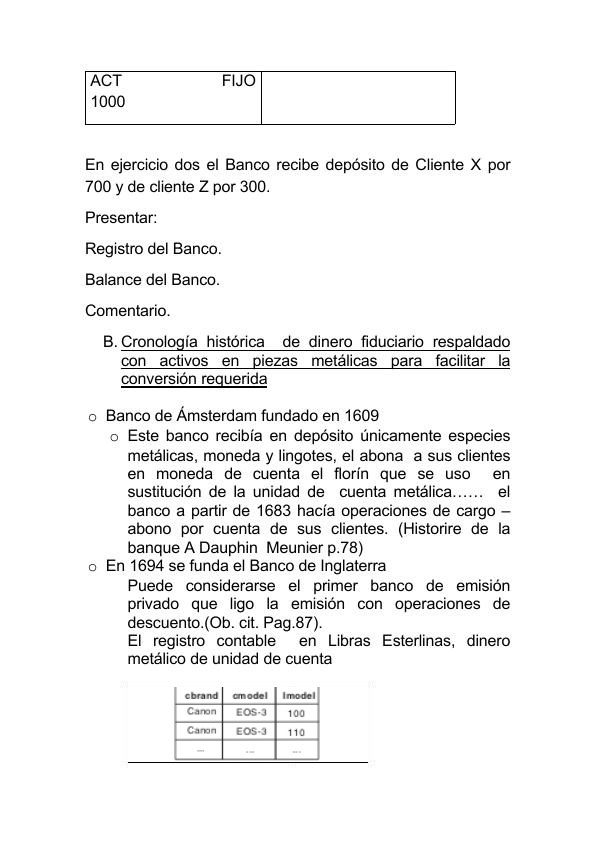 ACT FIJO
1000
En ejercicio dos el Banco recibe depósito de Cliente X por
700 y de cliente Z por 300.
Presentar:
Registro del Banco.
Balance del Banco.
Comentario.
B. Cronología histórica de dinero fiduciario respaldado
con activos en piezas metálicas para facilitar la
conversión requerida
o Banco de Ámsterdam fundado en 1609
o Este banco recibía en depósito únicamente especies
metálicas, moneda y lingotes, el abona a sus clientes
en moneda de cuenta el florín que se uso en
sustitución de la unidad de cuenta metálica…… el
banco a partir de 1683 hacía operaciones de cargo –
abono por cuenta de sus clientes. (Historire de la
banque A Dauphin Meunier p.78)
o En 1694 se funda el Banco de Inglaterra
Puede considerarse el primer banco de emisión
privado que ligo la emisión con operaciones de
descuento.(Ob. cit. Pag.87).
El registro contable en Libras Esterlinas, dinero
metálico de unidad de cuenta
cbrand cmodel lmodel
Canon EOS-3 100
Canon EOS-3 110
... ... ...